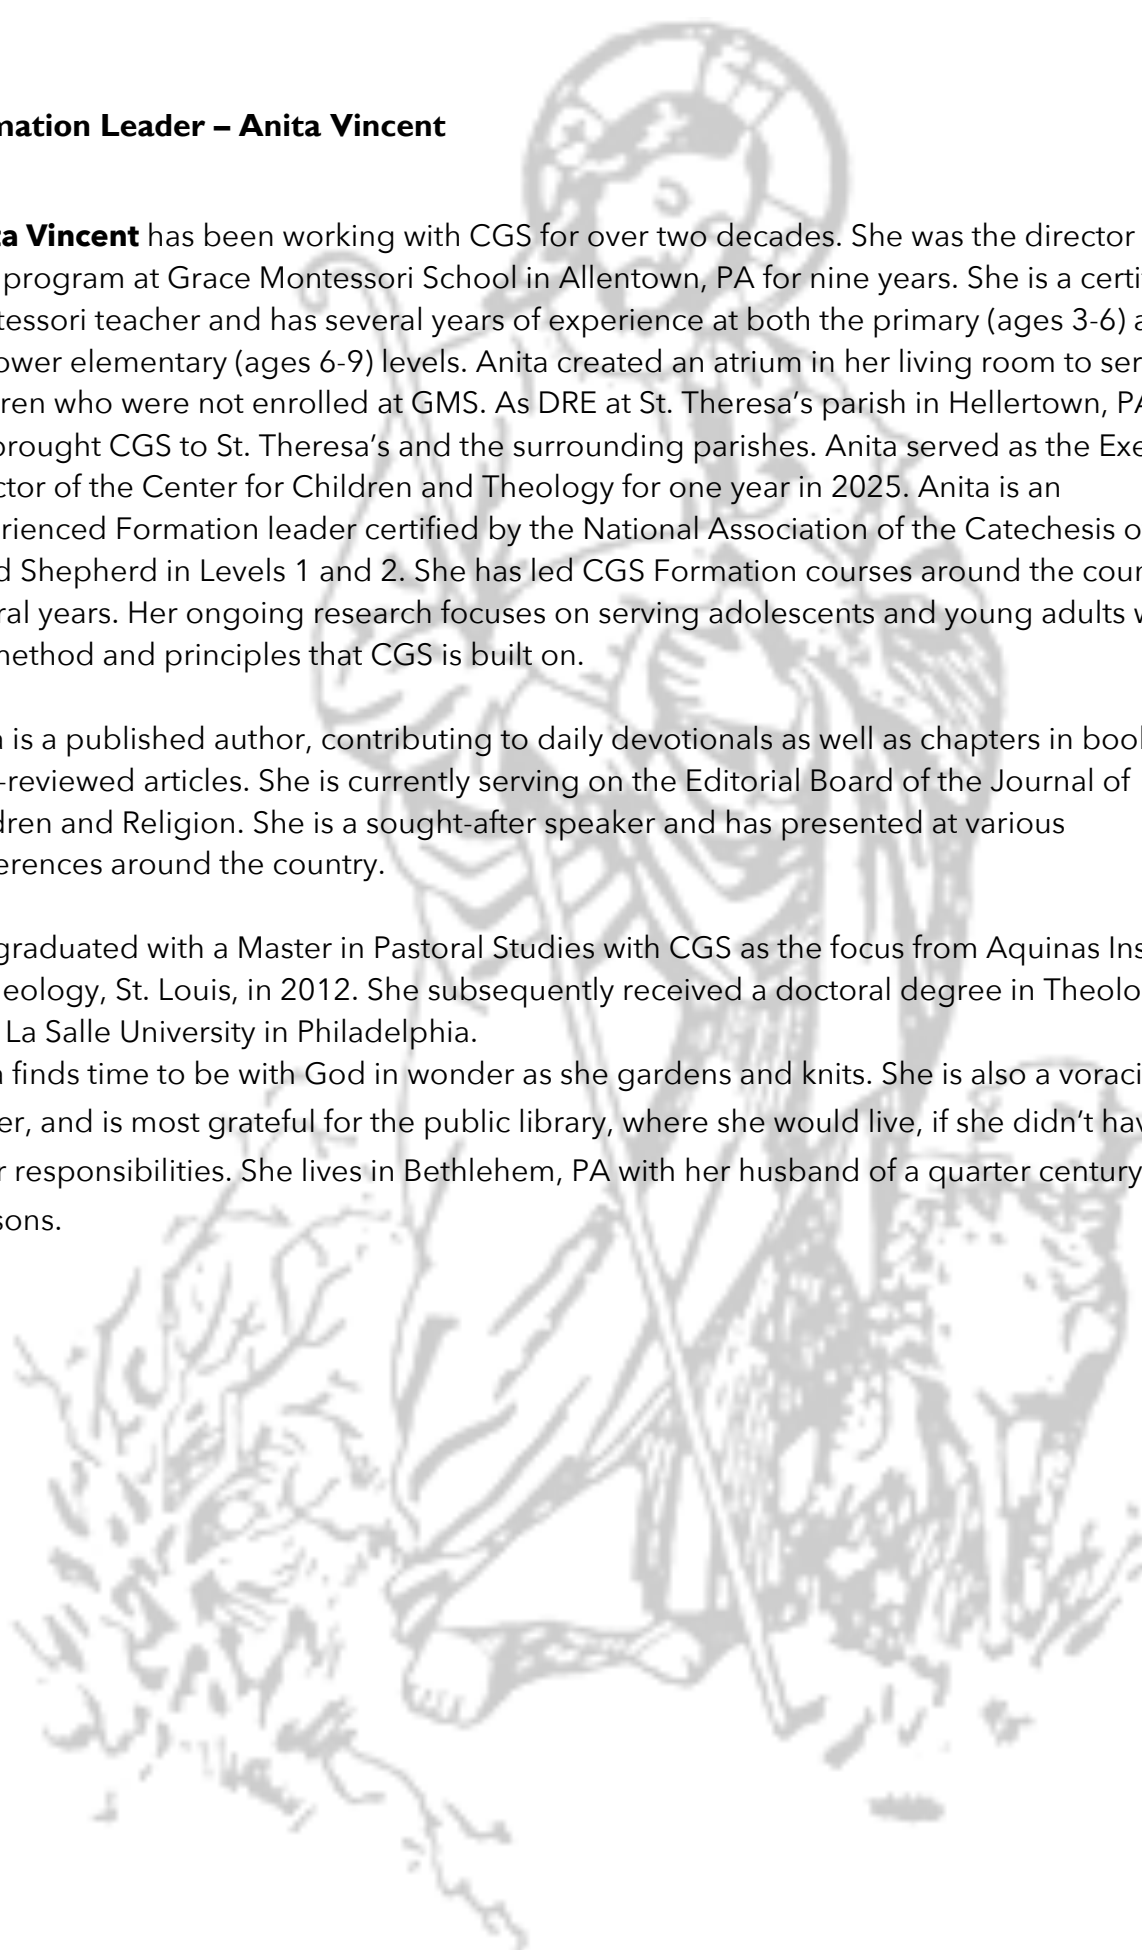 mation Leader – Anita Vincent
ta Vincent has been working with CGS for over two decades. She was the director
program at Grace Montessori School in Allentown, PA for nine years. She is a certi
tessori teacher and has several years of experience at both the primary (ages 3-6) a
ower elementary (ages 6-9) levels. Anita created an atrium in her living room to ser
ren who were not enrolled at GMS. As DRE at St. Theresa’s parish in Hellertown, PA
brought CGS to St. Theresa’s and the surrounding parishes. Anita served as the Exe
ctor of the Center for Children and Theology for one year in 2025. Anita is an
rienced Formation leader certified by the National Association of the Catechesis o
d Shepherd in Levels 1 and 2. She has led CGS Formation courses around the cour
ral years. Her ongoing research focuses on serving adolescents and young adults w
method and principles that CGS is built on.
a is a published author, contributing to daily devotionals as well as chapters in book
-reviewed articles. She is currently serving on the Editorial Board of the Journal of
dren and Religion. She is a sought-after speaker and has presented at various
erences around the country.
graduated with a Master in Pastoral Studies with CGS as the focus from Aquinas Ins
eology, St. Louis, in 2012. She subsequently received a doctoral degree in Theolo
La Salle University in Philadelphia.
a finds time to be with God in wonder as she gardens and knits. She is also a voraci
er, and is most grateful for the public library, where she would live, if she didn’t hav
r responsibilities. She lives in Bethlehem, PA with her husband of a quarter century
sons.